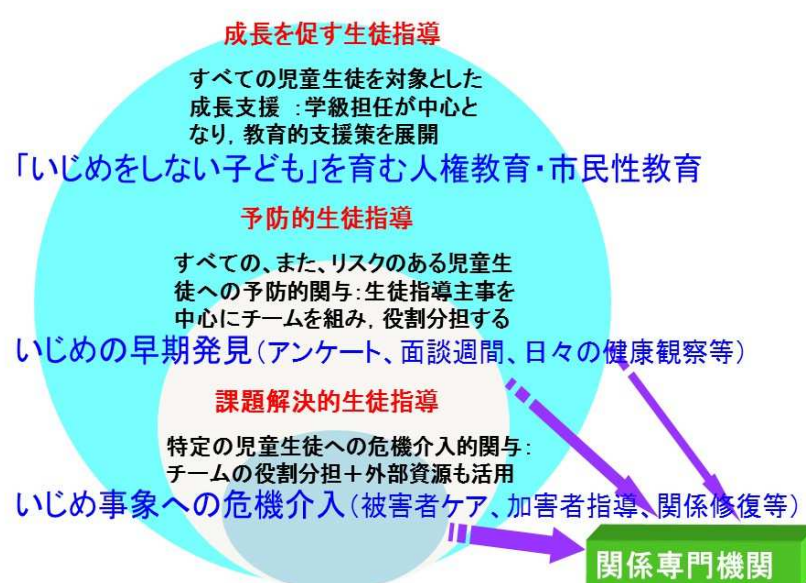 成長を促す生徒指導
すべての児童生徒を対象とした
成長支援 :学級担任が中心と
なり, 教育的支援策を展開
「いじめをしない子ども」を育む人権教育・市民性教育
予防的生徒指導
すべての、また、リスクのある児童生
徒への予防的関与:生徒指導主事を
中心にチームを組み, 役割分担する
いじめの早期発見(アンケート、面談週間、日々の健康観察等)
課題解決的生徒指導
特定の児童生徒への危機介入的関与:
チームの役割分担+外部資源も活用
いじめ事象への危機介入(被害者ケア、加害者指導、関係修復等)
関係専門機関